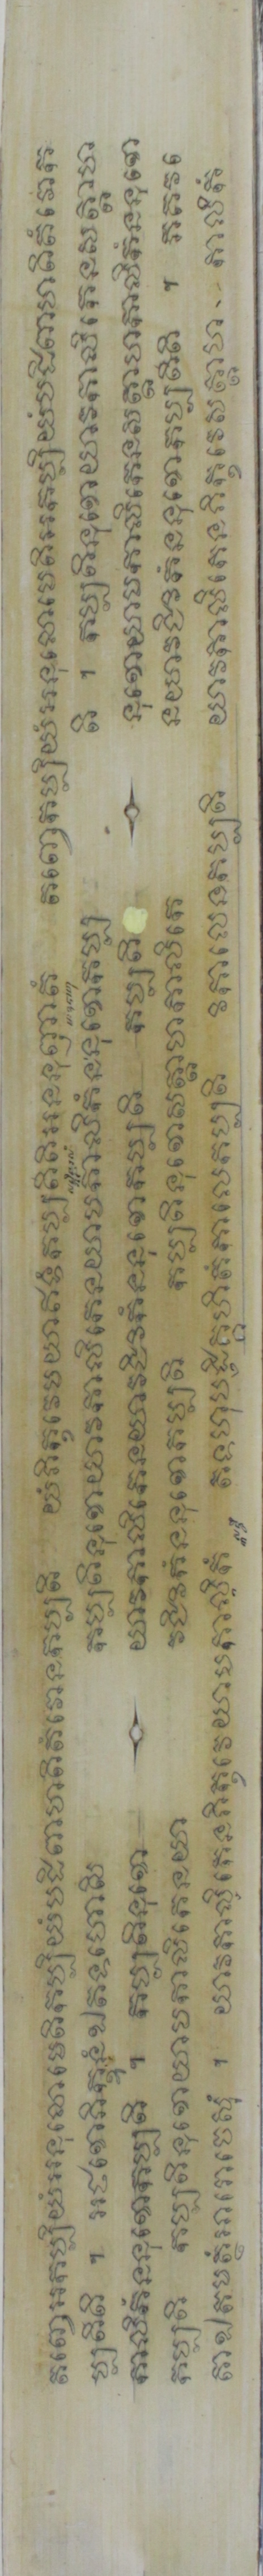 តញ្ចេអកប្បិយំអនុលោមេតិកប្បិយំបដិពាហតិតំវោនកប្បតិ យំភិក្ខវេមយាឥទំកប្បតីតិអននុញ្ញាតំ តញ្ចេកប្បិយំអនុលោមេតិអកប្បិយំបដិពាហតិតំវោក
ប្បតីតិ ។ អថខោភិក្ខូនំឯតទហោសិ កប្បតិនុខោយាវកាលិកេនយាមកាលិកំននុខោកប្ប តិ ។ កប្បតិនុខោយាវកាលិកេនសត្តាហ
កាលិកំននុខោកប្បតិ ។ កប្បតិនុខោ យាវកាលិកេនយាវជីវកំននុខោកប្បតិ កប្បតិ នុខោយាមកាលិកេនសត្តាហកាលិកំននុខោ
កប្បតិ កប្បតិនុខោយាមកាលិកេនយា វជីវកំននុខោកប្បតិ កប្បតិនុខោសត្តាហកាលិកេ នយាវជីវកំននុខោកប្បតីតិ ។ ភគវ
តោឯតមត្ថំអារោចេសុំ ។ យាវកាលិកេនភិក្ខវេយាមកាលិកំ តទហុបដិគ្គហិតំកាលេកប្បតិ វិកាលេនកប្បតិ យាវកាលិកេនភិក្ខវេសត្តាហ កាលិកំ